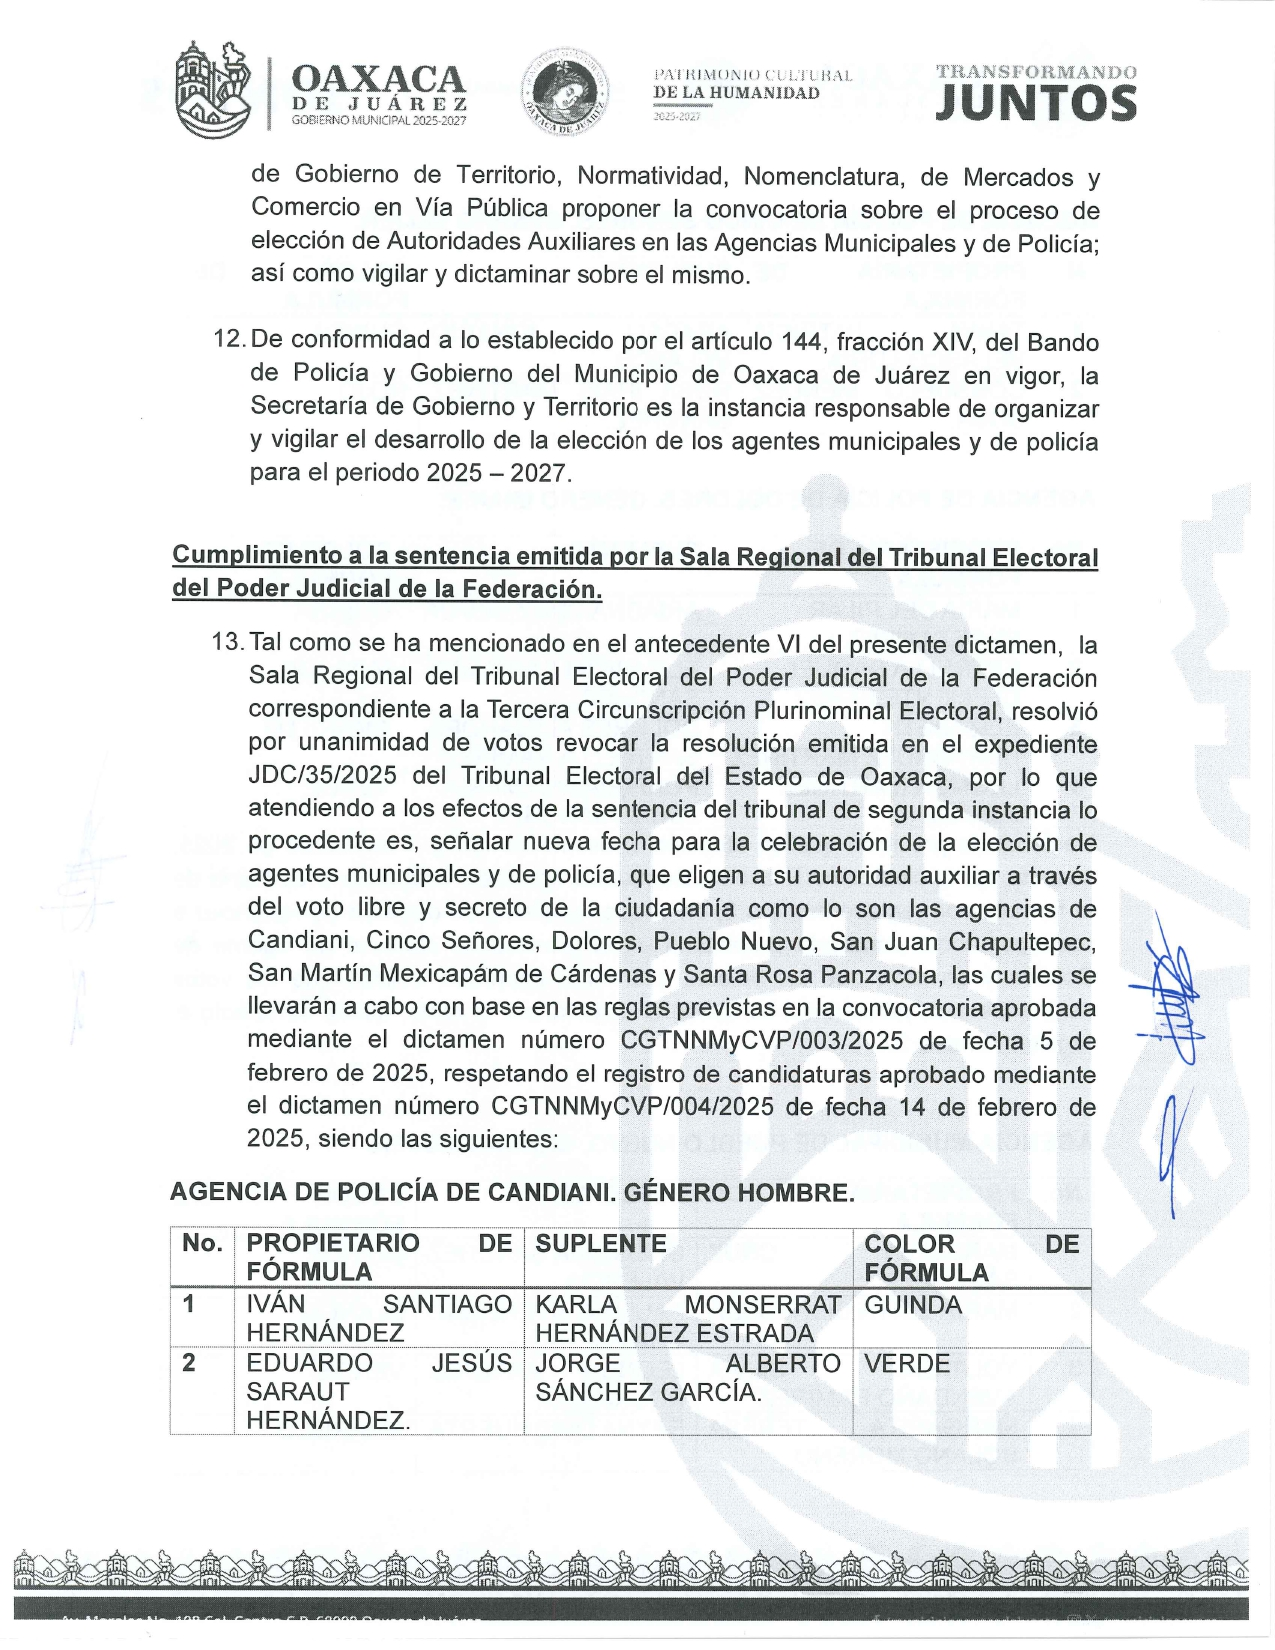 OAXACA
DE JUÁREZ
GOBIERNO MUNICIPAL 2025-2027
OAXACA DE JUÁREZ
PATRIMONIO CULTURAL
DE LA HUMANIDAD
2025-2027
TRANSFORMANDO
JUNTOS
de Gobierno de Territorio, Normatividad, Nomenclatura, de Mercados y
Comercio en Vía Pública proponer la convocatoria sobre el proceso de
elección de Autoridades Auxiliares en las Agencias Municipales y de Policía;
así como vigilar y dictaminar sobre el mismo.
12. De conformidad a lo establecido por el artículo 144, fracción XIV, del Bando
de Policía y Gobierno del Municipio de Oaxaca de Juárez en vigor, la
Secretaría de Gobierno y Territorio es la instancia responsable de organizar
y vigilar el desarrollo de la elección de los agentes municipales y de policía
para el periodo 2025 – 2027.
Cumplimiento a la sentencia emitida por la Sala Regional del Tribunal Electoral
del Poder Judicial de la Federación.
13. Tal como se ha mencionado en el antecedente VI del presente dictamen, la
Sala Regional del Tribunal Electoral del Poder Judicial de la Federación
correspondiente a la Tercera Circunscripción Plurinominal Electoral, resolvió
por unanimidad de votos revocar la resolución emitida en el expediente
JDC/35/2025 del Tribunal Electoral del Estado de Oaxaca, por lo que
atendiendo a los efectos de la sentencia del tribunal de segunda instancia lo
procedente es, señalar nueva fecha para la celebración de la elección de
agentes municipales y de policía, que eligen a su autoridad auxiliar a través
del voto libre y secreto de la ciudadanía como lo son las agencias de
Candiani, Cinco Señores, Dolores, Pueblo Nuevo, San Juan Chapultepec,
San Martín Mexicapám de Cárdenas y Santa Rosa Panzacola, las cuales se
llevarán a cabo con base en las reglas previstas en la convocatoria aprobada
mediante el dictamen número CGTNNMyCVP/003/2025 de fecha 5 de
febrero de 2025, respetando el registro de candidaturas aprobado mediante
el dictamen número CGTNNMyCVP/004/2025 de fecha 14 de febrero de
2025, siendo las siguientes:
AGENCIA DE POLICÍA DE CANDIANI. GÉNERO HOMBRE.
No. PROPIETARIO DE FÓRMULA SUPLENTE COLOR DE FÓRMULA
1 IVÁN SANTIAGO HERNÁNDEZ KARLA MONSERRAT HERNÁNDEZ ESTRADA GUINDA
2 EDUARDO JESÚS SARAUT HERNÁNDEZ. JORGE ALBERTO SÁNCHEZ GARCÍA. VERDE